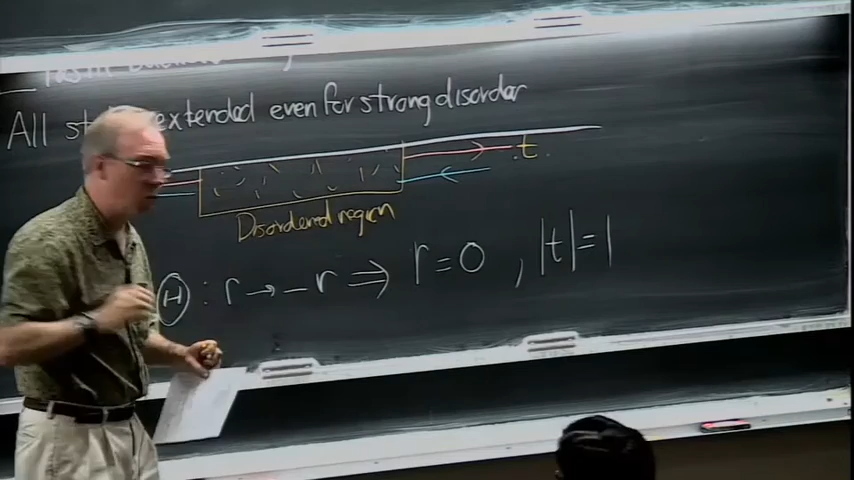 All st extended even for strong disorder
t
Disordered region
Θ : r → – r ⇒ r = 0 , |t| = 1